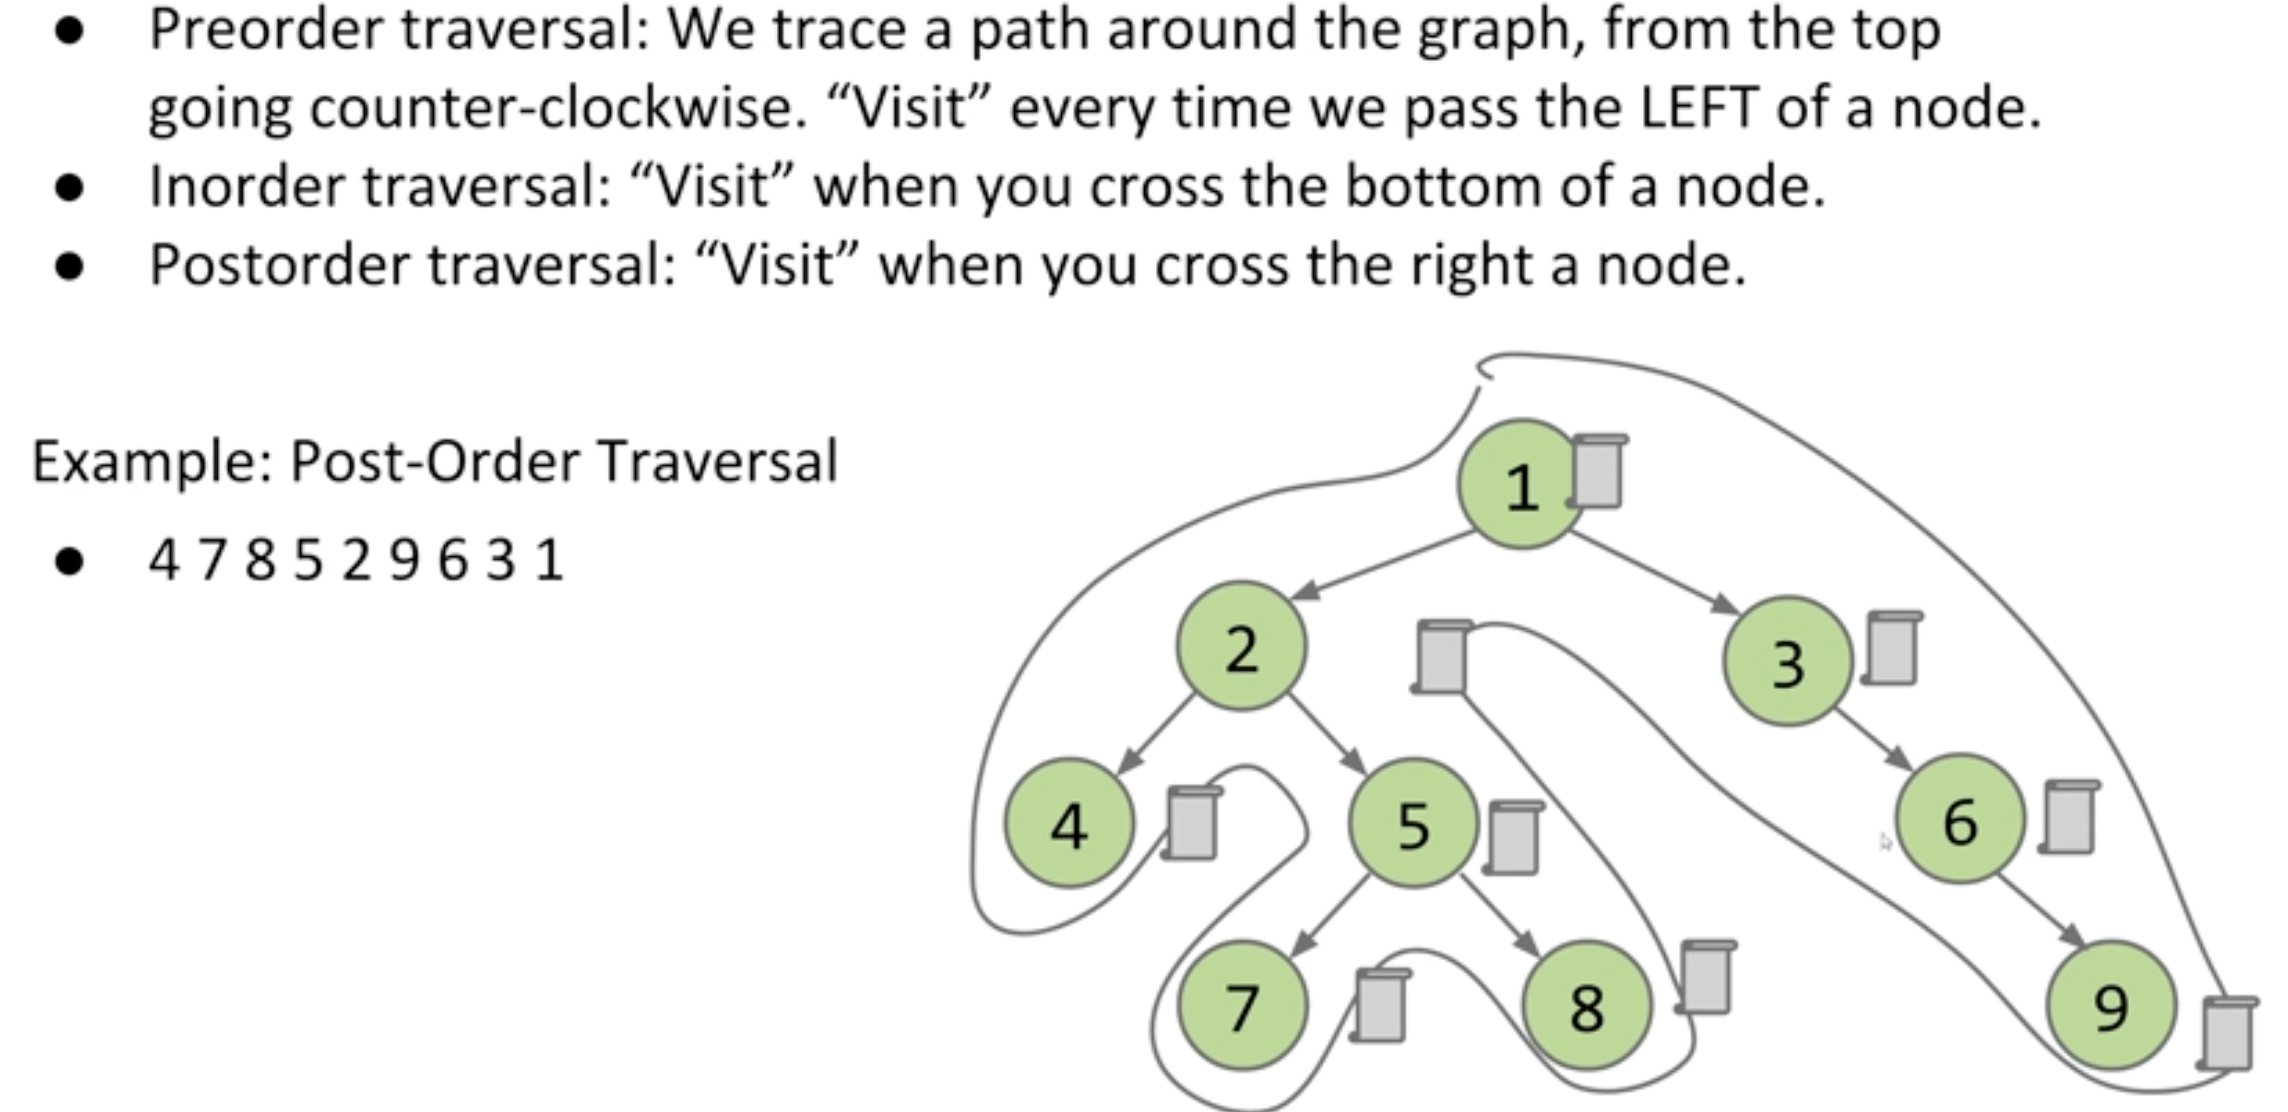 ● Preorder traversal: We trace a path around the graph, from the top
going counter-clockwise. “Visit” every time we pass the LEFT of a node.
● Inorder traversal: “Visit” when you cross the bottom of a node.
● Postorder traversal: “Visit” when you cross the right a node.
Example: Post-Order Traversal
● 4 7 8 5 2 9 6 3 1
1
2
3
4
5
6
7
8
9